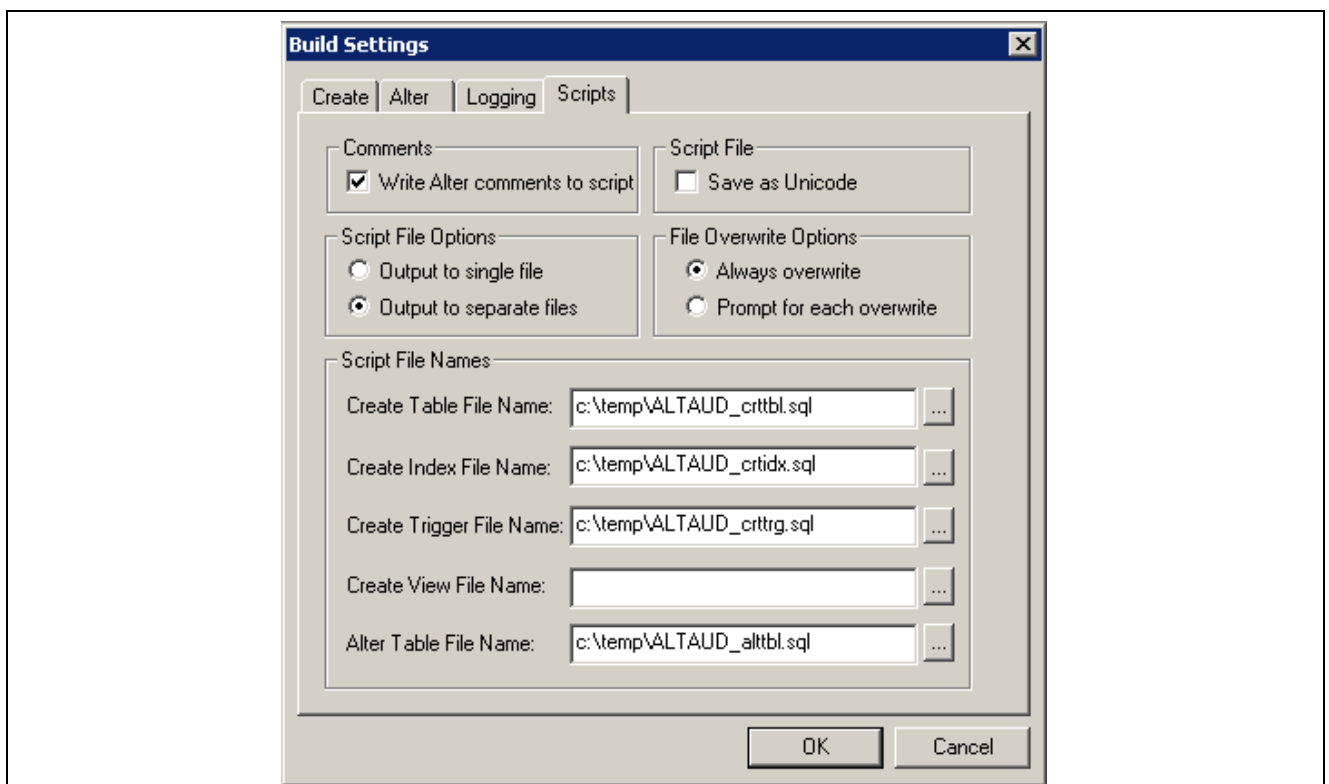 Build Settings
Create Alter Logging Scripts
Comments
Write Alter comments to script
Script File
Save as Unicode
Script File Options
Output to single file
Output to separate files
File Overwrite Options
Always overwrite
Prompt for each overwrite
Script File Names
Create Table File Name: c:\temp\ALTAUD_crttbl.sql ...
Create Index File Name: c:\temp\ALTAUD_crtidx.sql ...
Create Trigger File Name: c:\temp\ALTAUD_crttrg.sql ...
Create View File Name: ...
Alter Table File Name: c:\temp\ALTAUD_alttbl.sql ...
OK Cancel